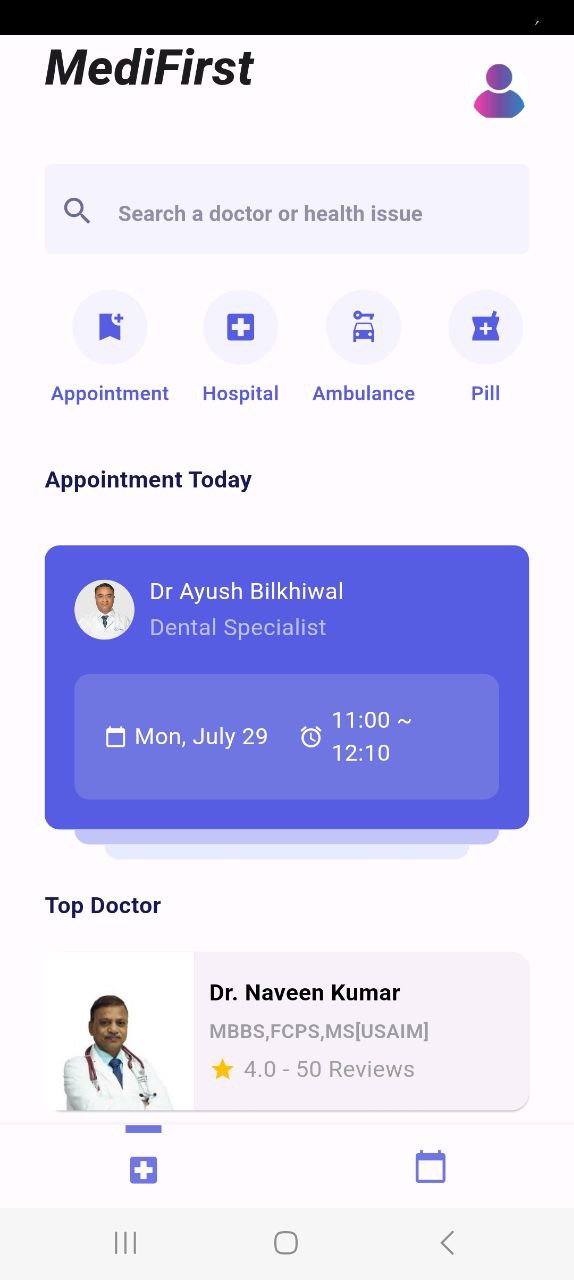 MediFirst
Search a doctor or health issue
Appointment Hospital Ambulance Pill
Appointment Today
Dr Ayush Bilkhiwal
Dental Specialist
Mon, July 29
11:00 ~
12:10
Top Doctor
Dr. Naveen Kumar
MBBS,FCPS,MS[USAIM]
4.0 - 50 Reviews